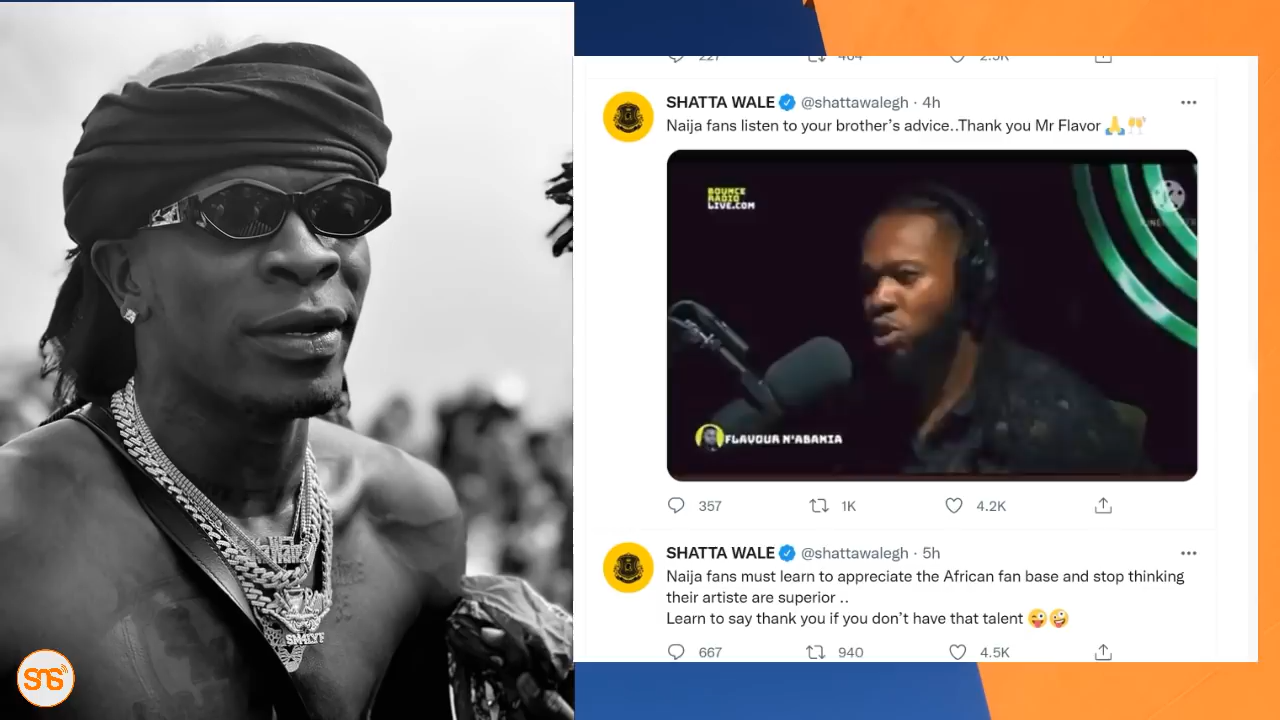 227 464 2.5K
SHATTA WALE @shattawalegh · 4h
Naija fans listen to your brother's advice..Thank you Mr Flavor 🙏🥂
BOUNCE
RADIO
LIVE.COM
FLAVOUR N'ABANIA
357 1K 4.2K
SHATTA WALE @shattawalegh · 5h
Naija fans must learn to appreciate the African fan base and stop thinking
their artiste are superior ..
Learn to say thank you if you don't have that talent 😜🤪
667 940 4.5K
SM4LYF
SNS